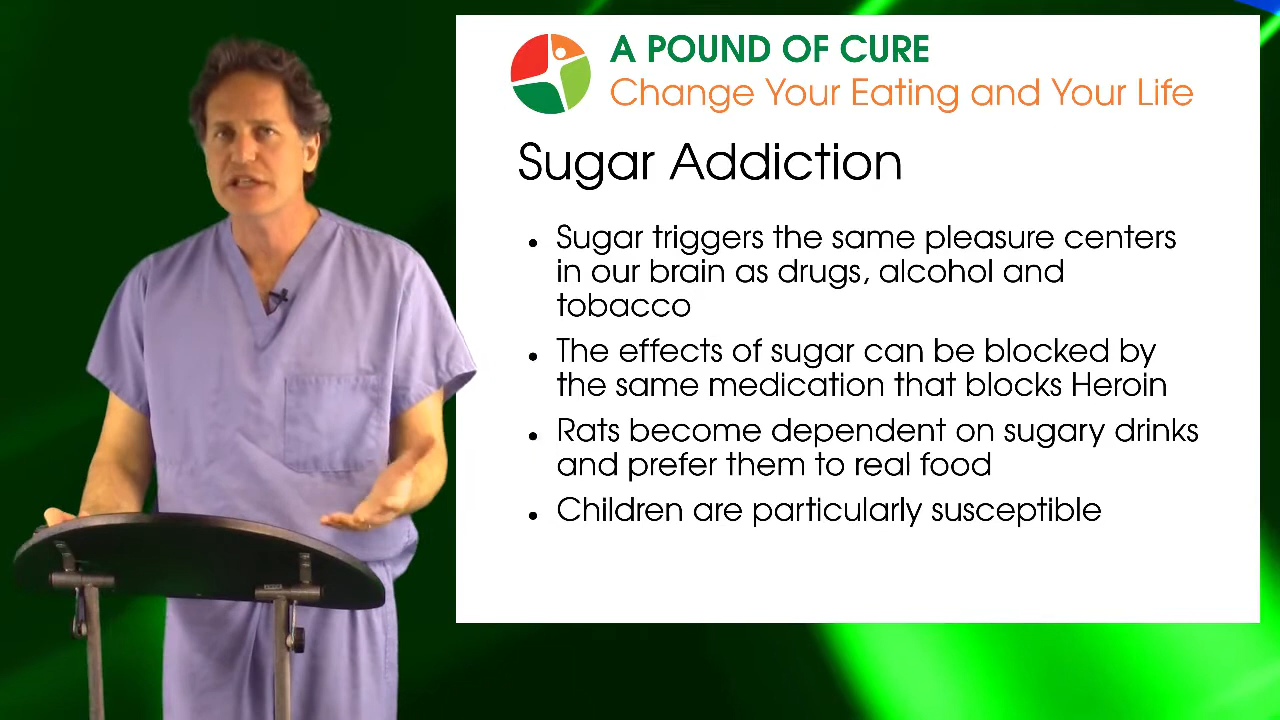 A POUND OF CURE
Change Your Eating and Your Life
Sugar Addiction
• Sugar triggers the same pleasure centers
in our brain as drugs, alcohol and
tobacco
• The effects of sugar can be blocked by
the same medication that blocks Heroin
• Rats become dependent on sugary drinks
and prefer them to real food
• Children are particularly susceptible